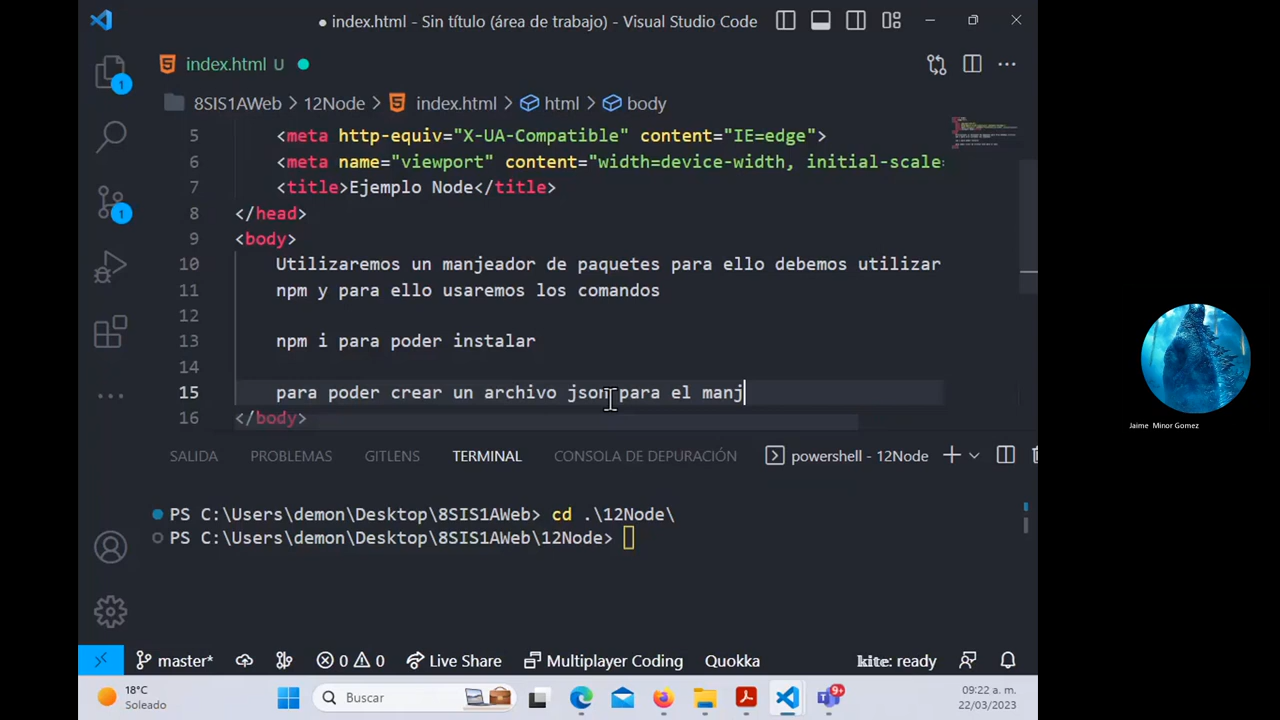 ● index.html - Sin título (área de trabajo) - Visual Studio Code
index.html U
8SIS1AWeb > 12Node > index.html > html > body
5 <meta http-equiv="X-UA-Compatible" content="IE=edge">
6 <meta name="viewport" content="width=device-width, initial-scale=
7 <title>Ejemplo Node</title>
8 </head>
9 <body>
10 Utilizaremos un manjeador de paquetes para ello debemos utilizar
11 npm y para ello usaremos los comandos
12
13 npm i para poder instalar
14
15 para poder crear un archivo json para el manj
16 </body>
1
1
Jaime Minor Gomez
SALIDA PROBLEMAS GITLENS TERMINAL CONSOLA DE DEPURACIÓN powershell - 12Node
PS C:\Users\demon\Desktop\8SIS1AWeb> cd .\12Node\
PS C:\Users\demon\Desktop\8SIS1AWeb\12Node>
master* 0 0 Live Share Multiplayer Coding Quokka kite: ready
18°C
Soleado
Buscar
9+
09:22 a. m.
22/03/2023